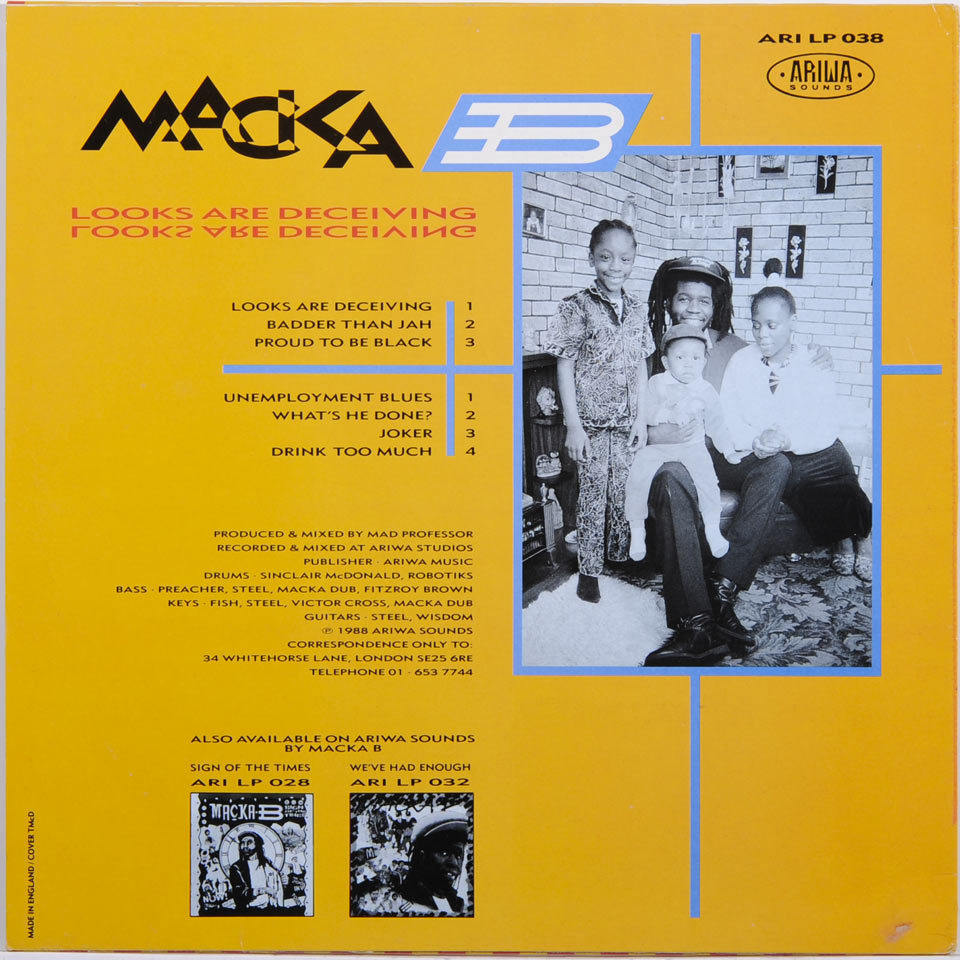 ARI LP 038
ARIWA
SOUNDS
MACKA B
LOOKS ARE DECEIVING
LOOKS ARE DECEIVING
LOOKS ARE DECEIVING 1
BADDER THAN JAH 2
PROUD TO BE BLACK 3
UNEMPLOYMENT BLUES 1
WHAT'S HE DONE? 2
JOKER 3
DRINK TOO MUCH 4
PRODUCED & MIXED BY MAD PROFESSOR
RECORDED & MIXED AT ARIWA STUDIOS
PUBLISHER · ARIWA MUSIC
DRUMS · SINCLAIR McDONALD, ROBOTIKS
BASS · PREACHER, STEEL, MACKA DUB, FITZROY BROWN
KEYS · FISH, STEEL, VICTOR CROSS, MACKA DUB
GUITARS · STEEL, WISDOM
℗ 1988 ARIWA SOUNDS
CORRESPONDENCE ONLY TO:
34 WHITEHORSE LANE, LONDON SE25 6RE
TELEPHONE 01 - 653 7744
ALSO AVAILABLE ON ARIWA SOUNDS
BY MACKA B
SIGN OF THE TIMES
ARI LP 028
WE'VE HAD ENOUGH
ARI LP 032
MACKA-B
MADE IN ENGLAND / COVER TMcD